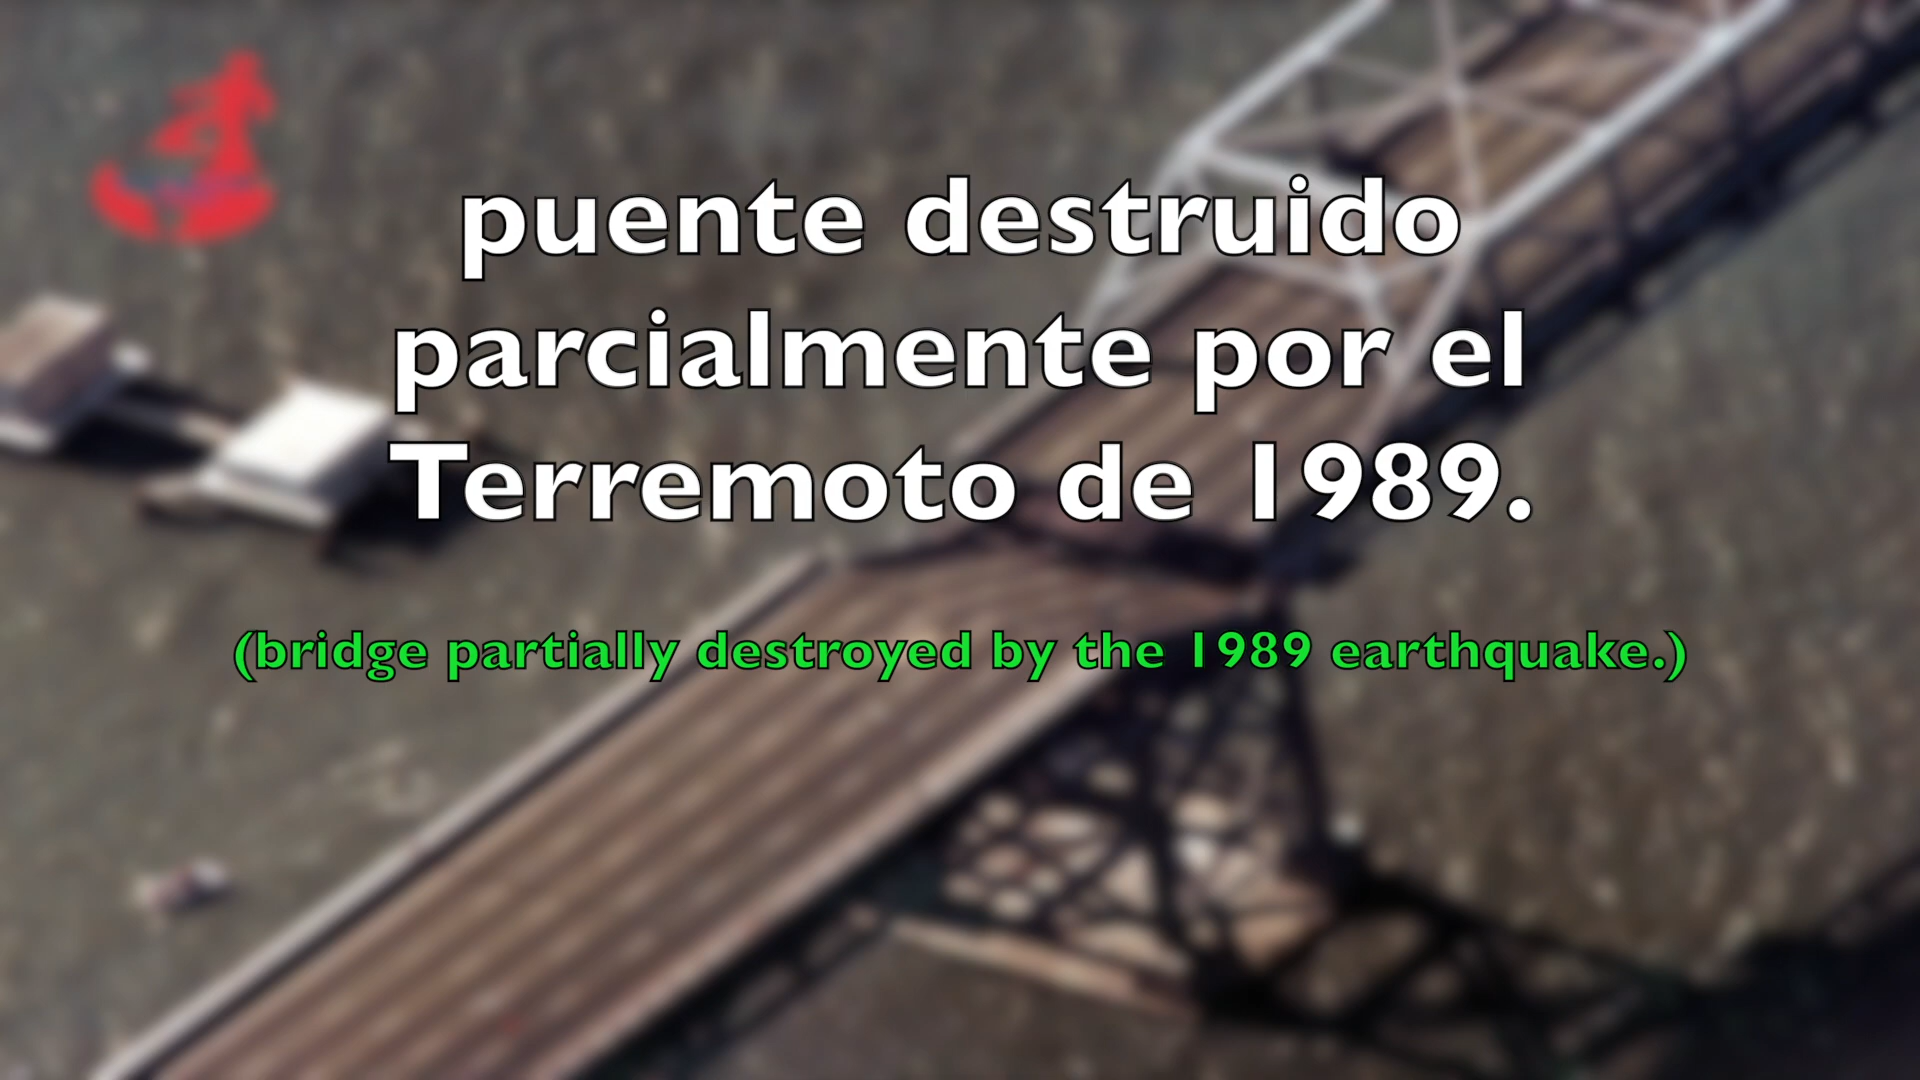 puente destruido
parcialmente por el
Terremoto de 1989.
(bridge partially destroyed by the 1989 earthquake.)